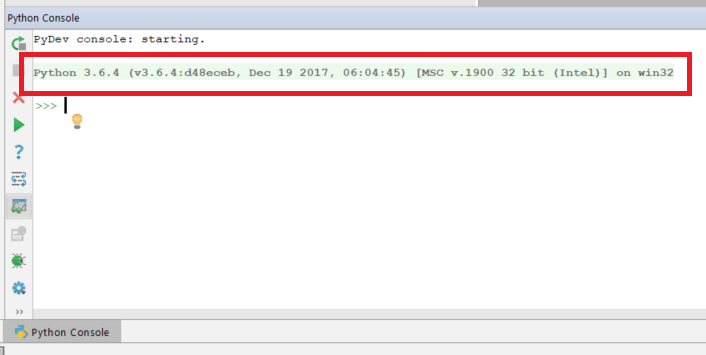 Python Console
PyDev console: starting.
Python 3.6.4 (v3.6.4:d48eceb, Dec 19 2017, 06:04:45) [MSC v.1900 32 bit (Intel)] on win32
>>>
Python Console